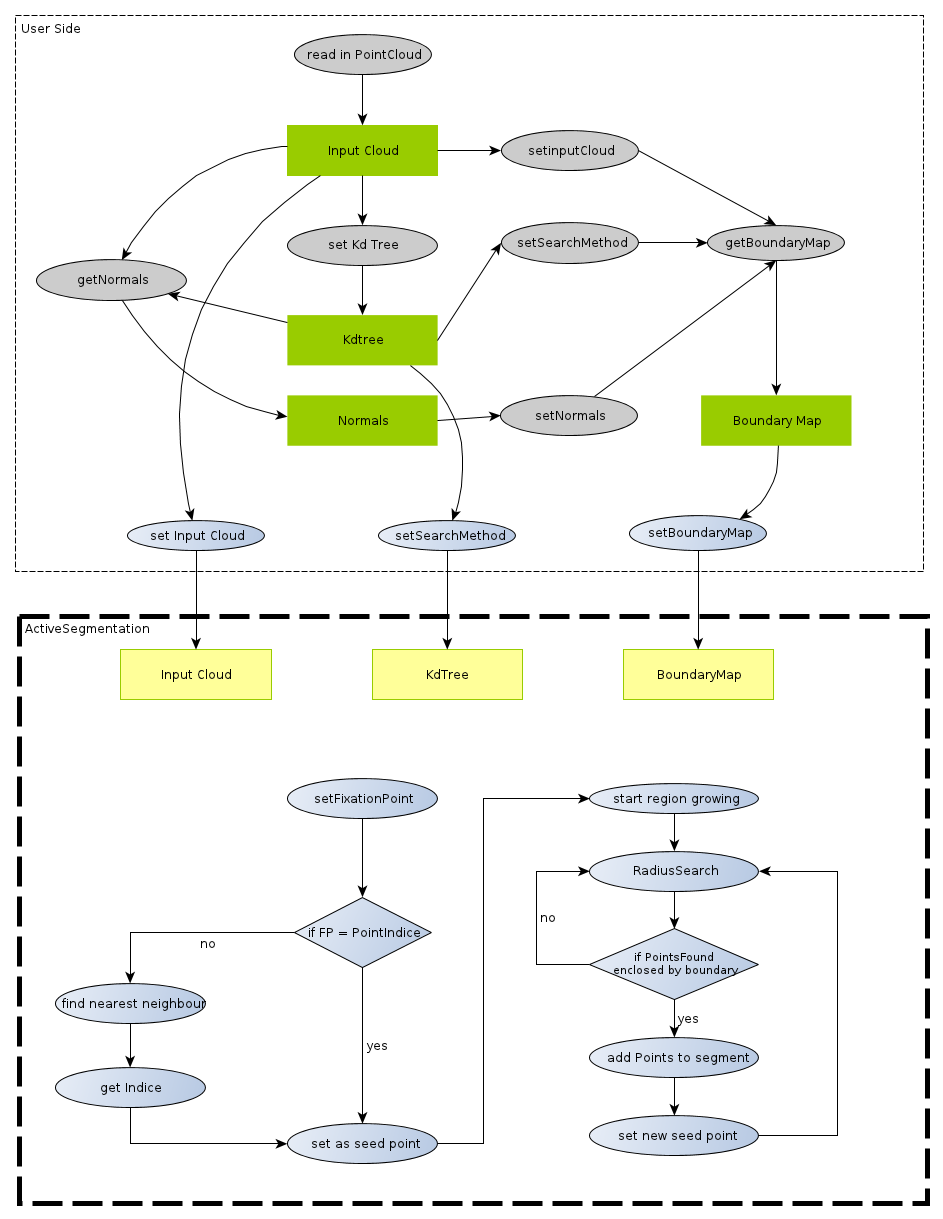 User Side
read in PointCloud
Input Cloud
setinputCloud
set Kd Tree
setSearchMethod
getBoundaryMap
getNormals
Kdtree
Normals
setNormals
Boundary Map
set Input Cloud
setSearchMethod
setBoundaryMap
ActiveSegmentation
Input Cloud
KdTree
BoundaryMap
setFixationPoint
start region growing
RadiusSearch
if FP = PointIndice
no
no
if PointsFound
enclosed by boundary
find nearest neighbour
yes
yes
add Points to segment
get Indice
set as seed point
set new seed point